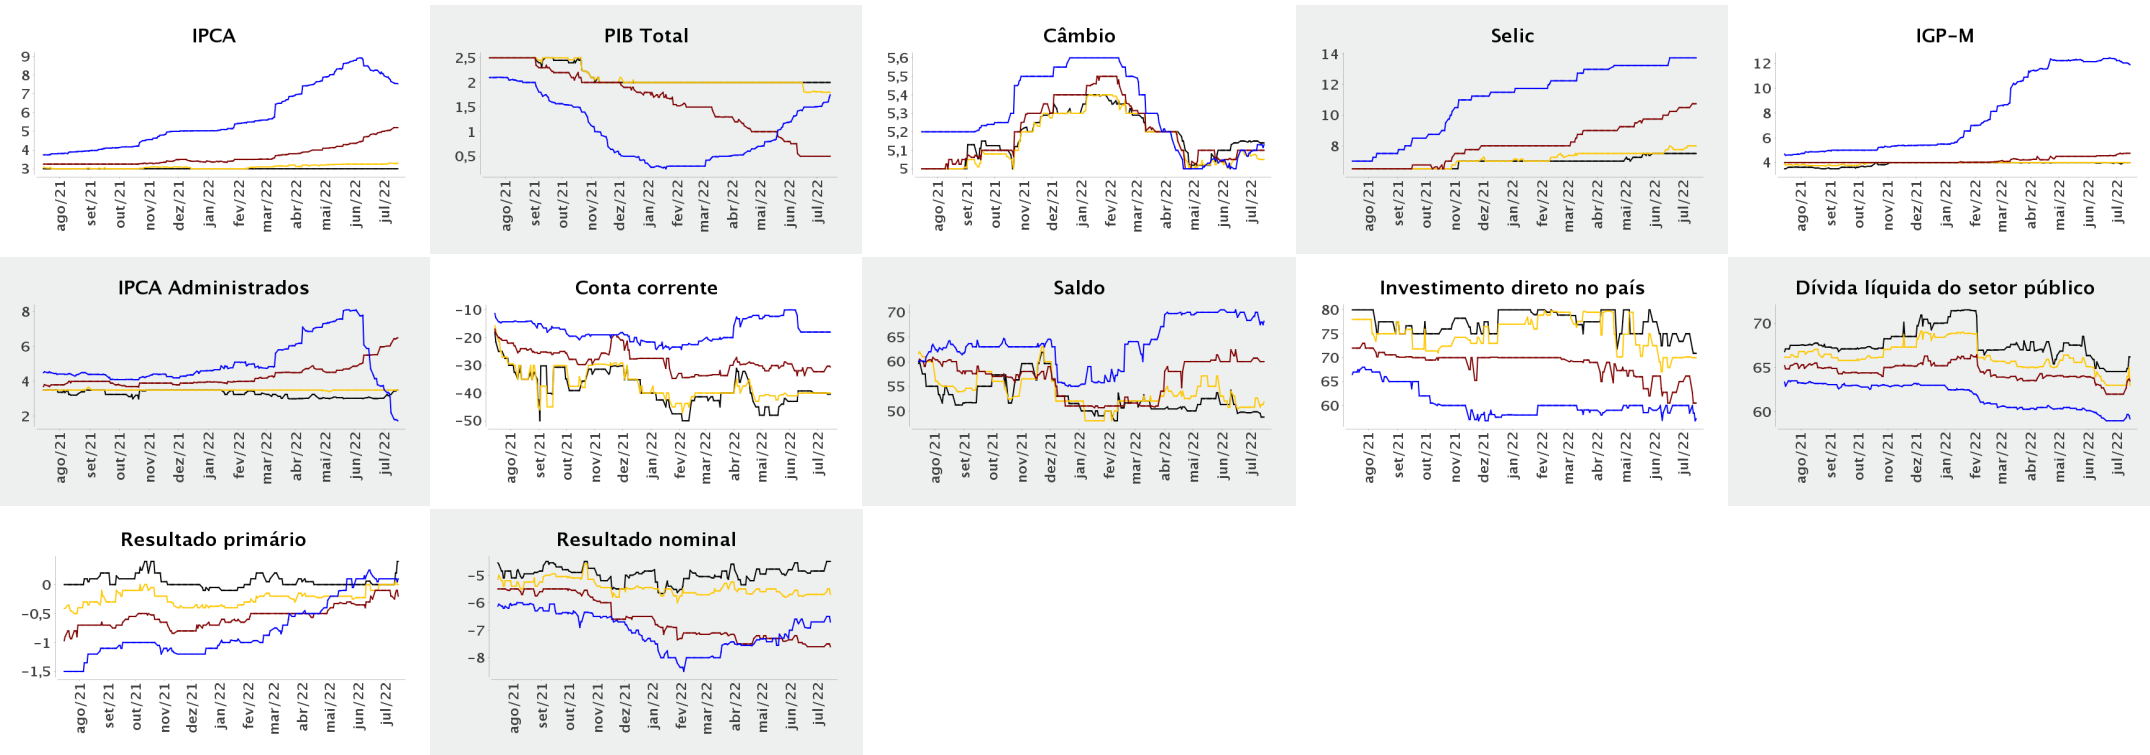 IPCA
9
8
7
6
5
4
3
ago/21 set/21 out/21 nov/21 dez/21 jan/22 fev/22 mar/22 abr/22 mai/22 jun/22 jul/22
PIB Total
2,5
2
1,5
1
0,5
ago/21 set/21 out/21 nov/21 dez/21 jan/22 fev/22 mar/22 abr/22 mai/22 jun/22 jul/22
Câmbio
5,6
5,5
5,4
5,3
5,2
5,1
5
ago/21 set/21 out/21 nov/21 dez/21 jan/22 fev/22 mar/22 abr/22 mai/22 jun/22 jul/22
Selic
14
12
10
8
ago/21 set/21 out/21 nov/21 dez/21 jan/22 fev/22 mar/22 abr/22 mai/22 jun/22 jul/22
IGP-M
12
10
8
6
4
ago/21 set/21 out/21 nov/21 dez/21 jan/22 fev/22 mar/22 abr/22 mai/22 jun/22 jul/22
IPCA Administrados
8
6
4
2
ago/21 set/21 out/21 nov/21 dez/21 jan/22 fev/22 mar/22 abr/22 mai/22 jun/22 jul/22
Conta corrente
-10
-20
-30
-40
-50
ago/21 set/21 out/21 nov/21 dez/21 jan/22 fev/22 mar/22 abr/22 mai/22 jun/22 jul/22
Saldo
70
65
60
55
50
ago/21 set/21 out/21 nov/21 dez/21 jan/22 fev/22 mar/22 abr/22 mai/22 jun/22 jul/22
Investimento direto no país
80
75
70
65
60
ago/21 set/21 out/21 nov/21 dez/21 jan/22 fev/22 mar/22 abr/22 mai/22 jun/22 jul/22
Dívida líquida do setor público
70
65
60
ago/21 set/21 out/21 nov/21 dez/21 jan/22 fev/22 mar/22 abr/22 mai/22 jun/22 jul/22
Resultado primário
0
-0,5
-1
-1,5
ago/21 set/21 out/21 nov/21 dez/21 jan/22 fev/22 mar/22 abr/22 mai/22 jun/22 jul/22
Resultado nominal
-5
-6
-7
-8
ago/21 set/21 out/21 nov/21 dez/21 jan/22 fev/22 mar/22 abr/22 mai/22 jun/22 jul/22